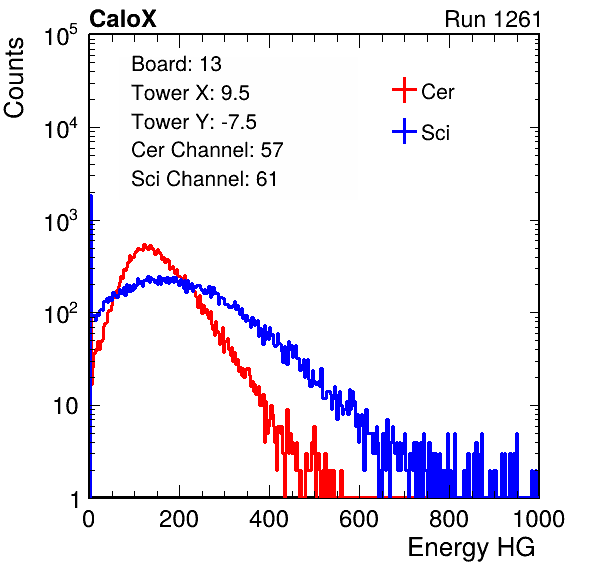 CaloX Run 1261
Counts
Board: 13
Tower X: 9.5
Tower Y: -7.5
Cer Channel: 57
Sci Channel: 61
Cer
Sci
10^5
10^4
10^3
10^2
10
1
0 200 400 600 800 1000
Energy HG